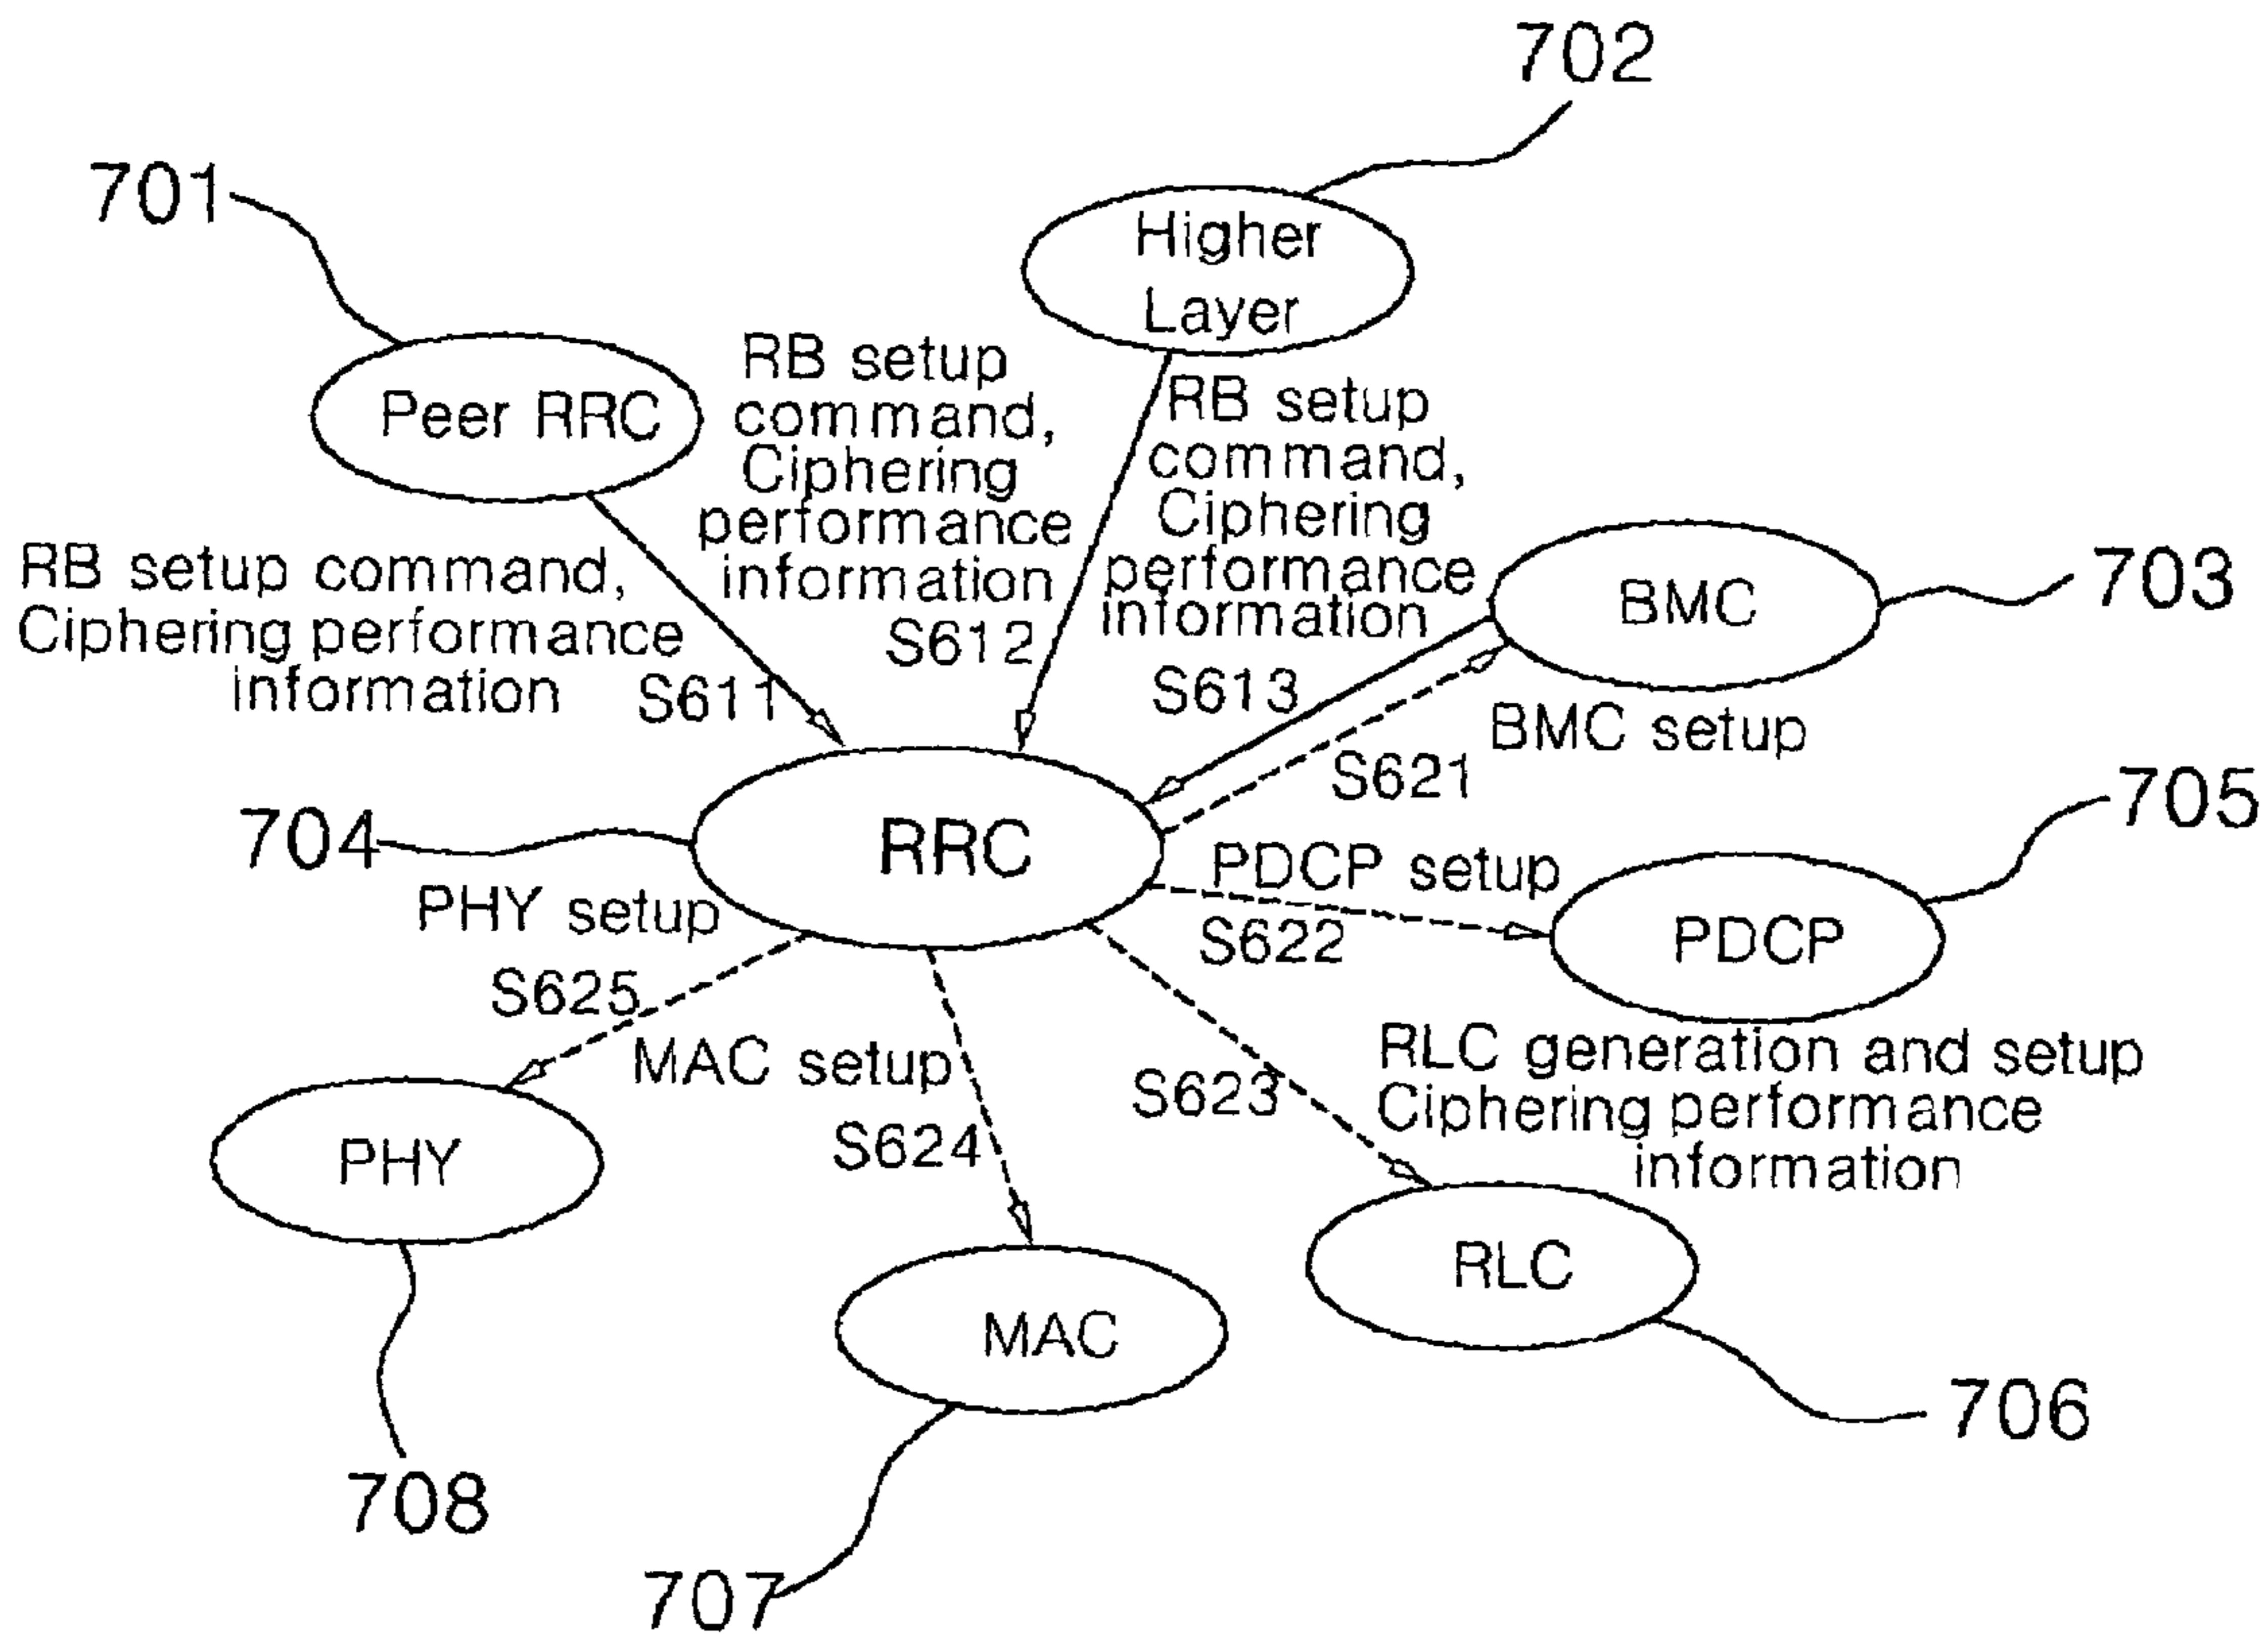 702
701
Higher
Layer
Peer RRC
RB setup
command,
Ciphering
performance
information
S612
RB setup
command,
Ciphering
performance
information
S613
RB setup command,
Ciphering performance
information
S611
BMC
703
BMC setup
S621
704
RRC
705
PDCP setup
S622
PDCP
PHY setup
S625
MAC setup
S624
S623
RLC generation and setup
Ciphering performance
information
PHY
RLC
MAC
706
708
707